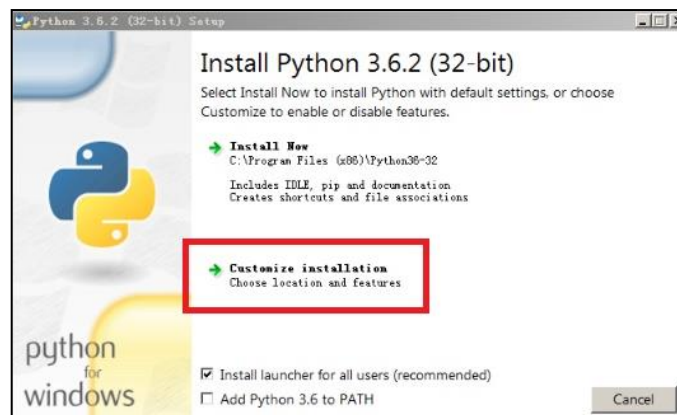 Python 3.6.2 (32-bit) Setup
Install Python 3.6.2 (32-bit)
Select Install Now to install Python with default settings, or choose
Customize to enable or disable features.
Install Now
C:\Program Files (x86)\Python36-32
Includes IDLE, pip and documentation
Creates shortcuts and file associations
Customize installation
Choose location and features
python
for
windows
Install launcher for all users (recommended)
Add Python 3.6 to PATH
Cancel